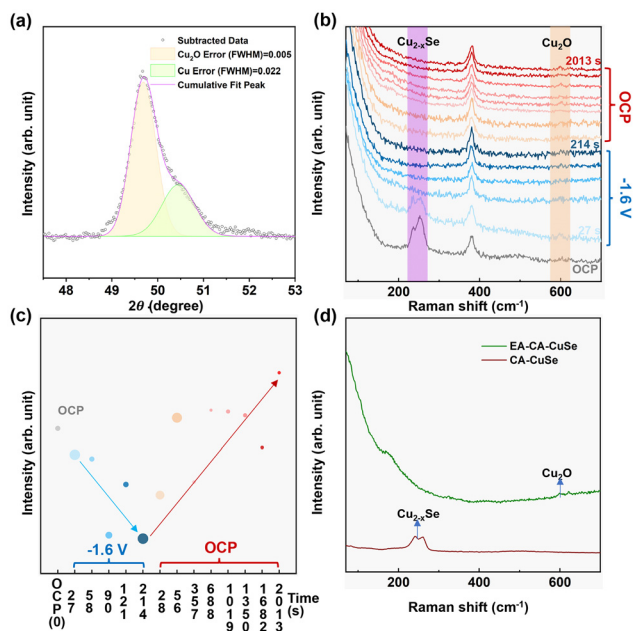 (a)
Subtracted Data
Cu₂O Error (FWHM)=0.005
Cu Error (FWHM)=0.022
Cumulative Fit Peak
Intensity (arb. unit)
48 49 50 51 52 53
2θ (degree)
(b)
Cu₂₋ₓSe
Cu₂O
2013 s
OCP
214 s
-1.6 V
27 s
OCP
Intensity (arb. unit)
200 400 600
Raman shift (cm⁻¹)
(c)
OCP
-1.6 V
OCP
Intensity (arb. unit)
OCP(0) 27 58 90 121 214 28 56 357 688 1019 1350 1682 2013
Time (s)
(d)
EA-CA-CuSe
CA-CuSe
Cu₂O
Cu₂₋ₓSe
Intensity (arb. unit)
200 400 600
Raman shift (cm⁻¹)